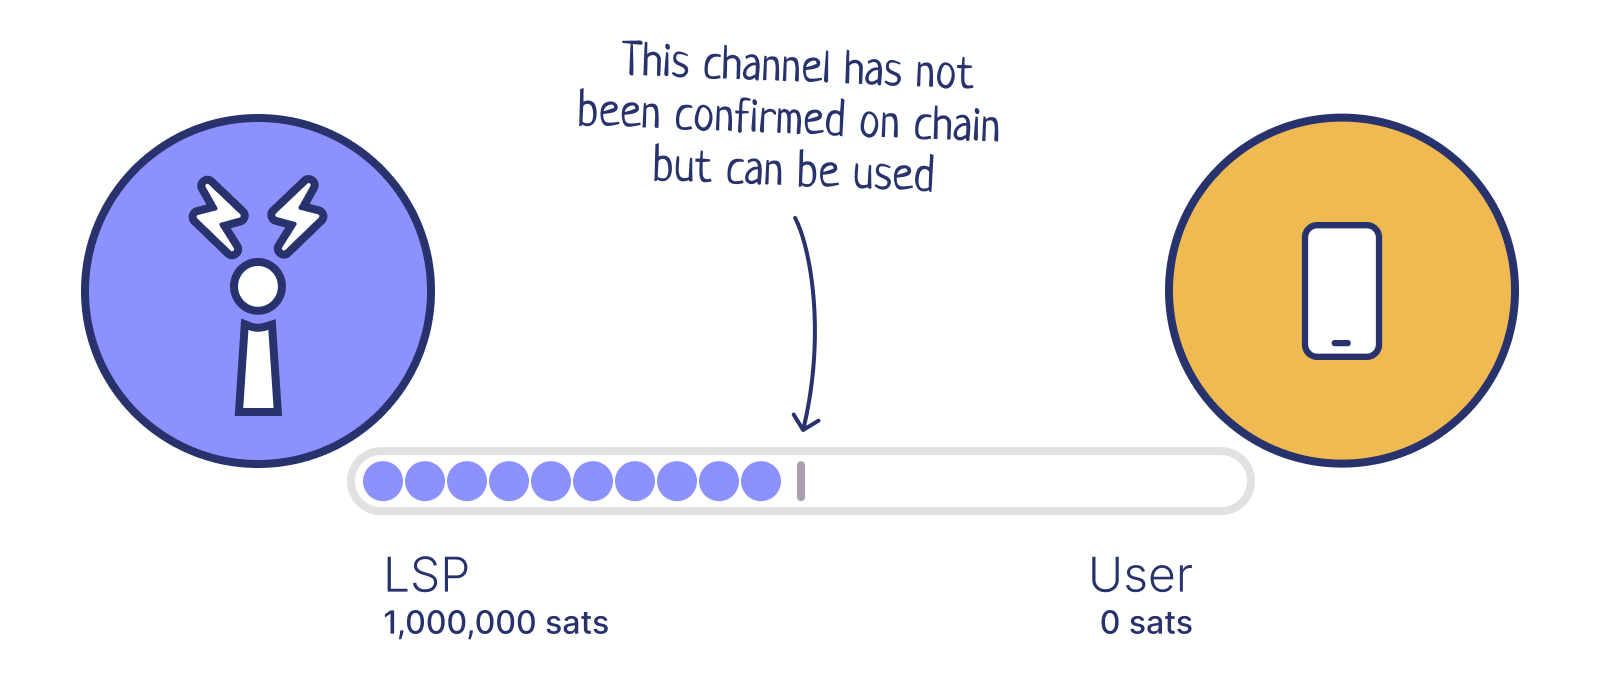 This channel has not
been confirmed on chain
but can be used
LSP
1,000,000 sats
User
0 sats